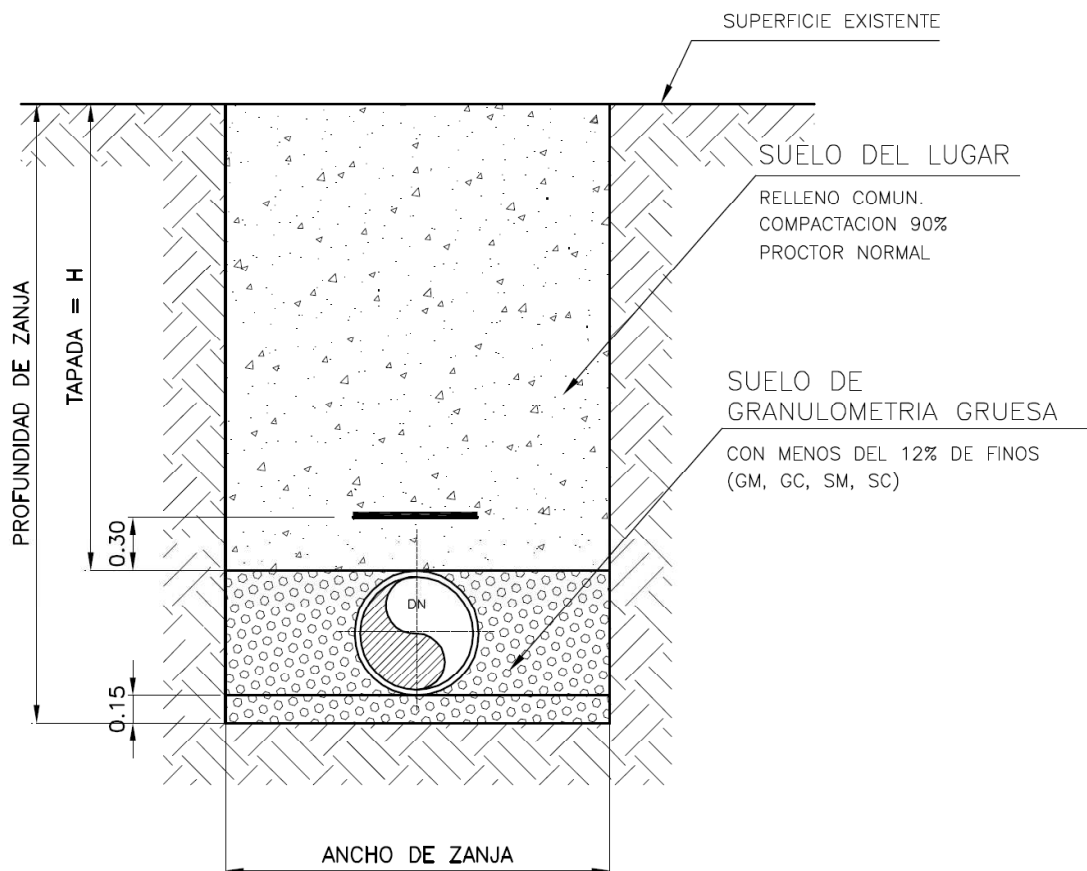 SUPERFICIE EXISTENTE
SUELO DEL LUGAR
RELLENO COMUN.
COMPACTACION 90%
PROCTOR NORMAL
PROFUNDIDAD DE ZANJA
TAPADA = H
SUELO DE
GRANULOMETRIA GRUESA
CON MENOS DEL 12% DE FINOS
(GM, GC, SM, SC)
0.30
DN
0.15
ANCHO DE ZANJA